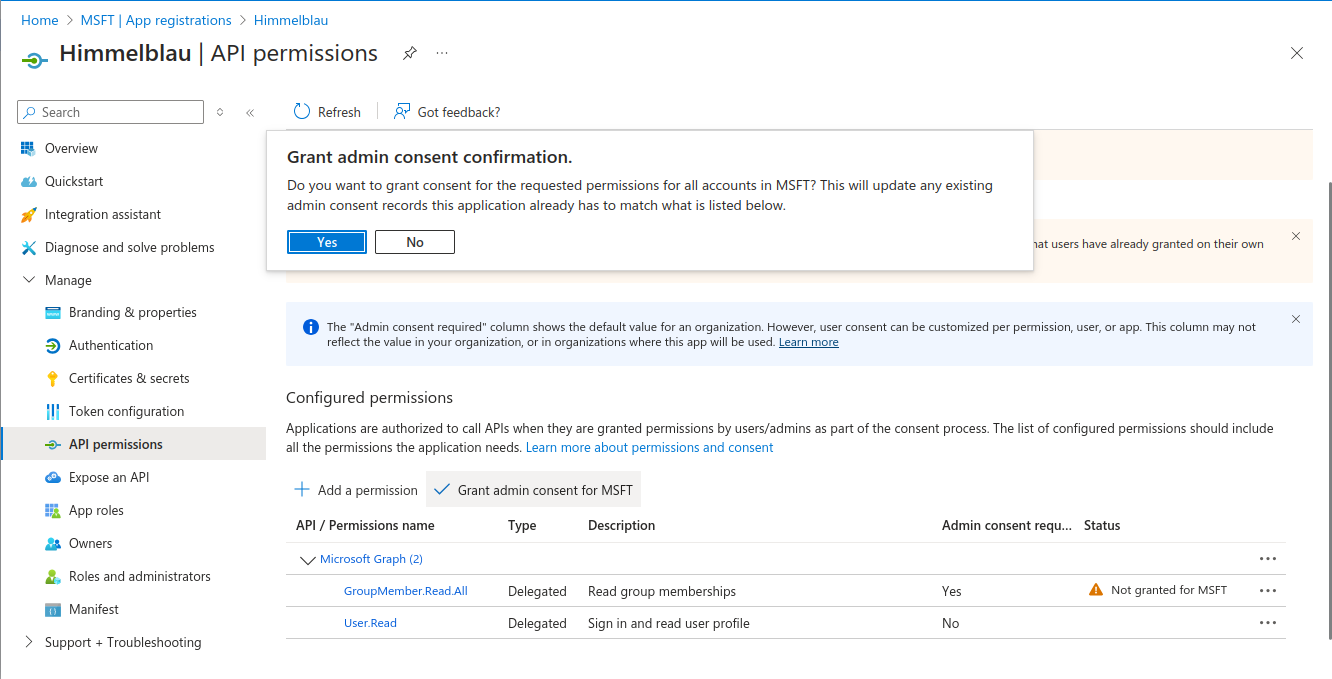 Home > MSFT | App registrations > Himmelblau
Himmelblau | API permissions
Search
Refresh
Got feedback?
Overview
Quickstart
Integration assistant
Diagnose and solve problems
Manage
Branding & properties
Authentication
Certificates & secrets
Token configuration
API permissions
Expose an API
App roles
Owners
Roles and administrators
Manifest
Support + Troubleshooting
Grant admin consent confirmation.
Do you want to grant consent for the requested permissions for all accounts in MSFT? This will update any existing
admin consent records this application already has to match what is listed below.
Yes
No
users have already granted on their own
The "Admin consent required" column shows the default value for an organization. However, user consent can be customized per permission, user, or app. This column may not
reflect the value in your organization, or in organizations where this app will be used. Learn more
Configured permissions
Applications are authorized to call APIs when they are granted permissions by users/admins as part of the consent process. The list of configured permissions should include
all the permissions the application needs. Learn more about permissions and consent
Add a permission
Grant admin consent for MSFT
API / Permissions name Type Description Admin consent requ... Status
Microsoft Graph (2)
GroupMember.Read.All Delegated Read group memberships Yes Not granted for MSFT
User.Read Delegated Sign in and read user profile No